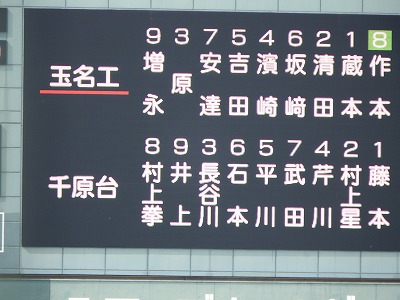 玉名工
9 3 7 5 4 6 2 1 8
増永 原 安達 吉田 濱崎 坂﨑 清田 蔵本 作本
千原台
8 9 3 6 5 7 4 2 1
村上拳 井上 長谷川 石本 平川 武田 芹川 村上星 藤本